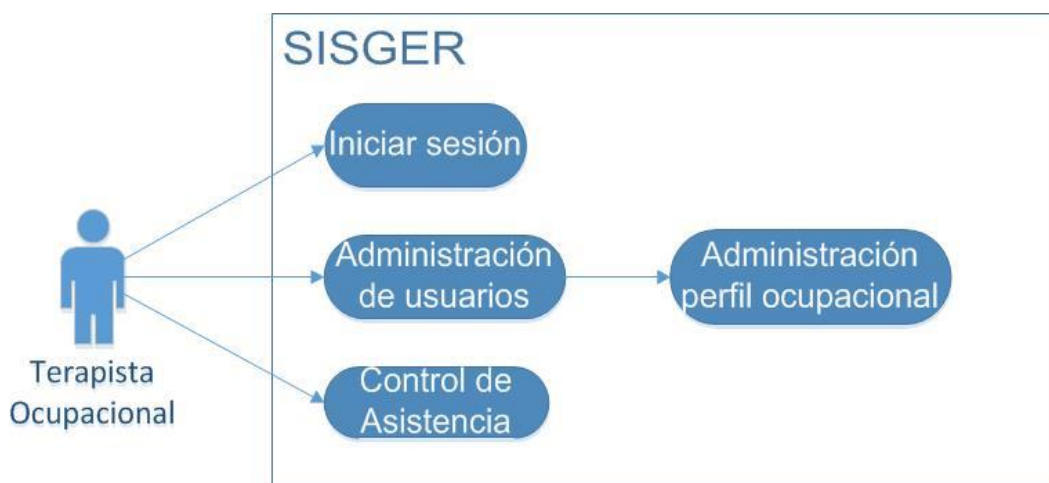 SISGER
Iniciar sesión
Administración
de usuarios
Administración
perfil ocupacional
Control de
Asistencia
Terapista
Ocupacional